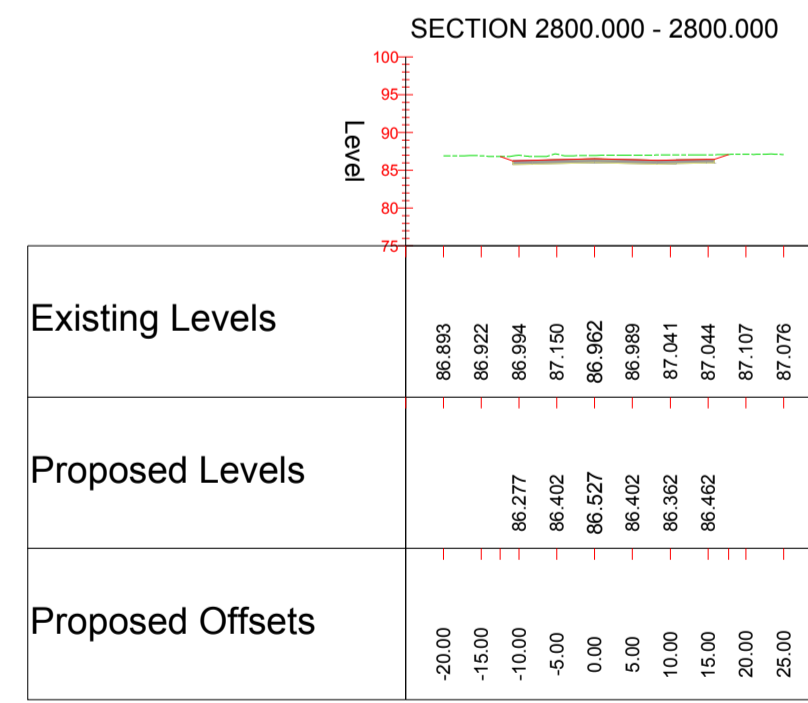 SECTION 2800.000 - 2800.000
100
95
90
85
80
75
Level
Existing Levels
86.893 86.922 86.994 87.150 86.962 86.989 87.041 87.044 87.107 87.076
Proposed Levels
86.277 86.402 86.527 86.402 86.362 86.462
Proposed Offsets
-20.00 -15.00 -10.00 -5.00 0.00 5.00 10.00 15.00 20.00 25.00